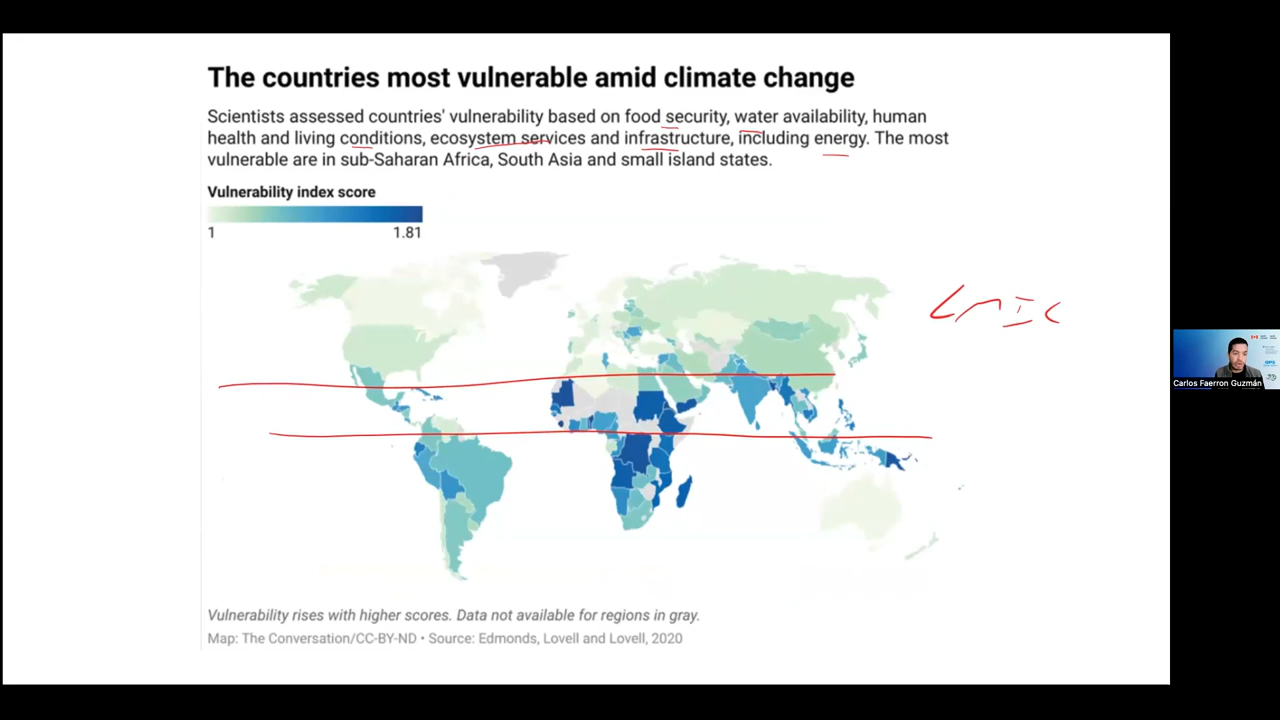 The countries most vulnerable amid climate change
Scientists assessed countries' vulnerability based on food security, water availability, human
health and living conditions, ecosystem services and infrastructure, including energy. The most
vulnerable are in sub-Saharan Africa, South Asia and small island states.
Vulnerability index score
1 1.81
LMIC
Carlos Faerron Guzmán
Vulnerability rises with higher scores. Data not available for regions in gray.
Map: The Conversation/CC-BY-ND • Source: Edmonds, Lovell and Lovell, 2020